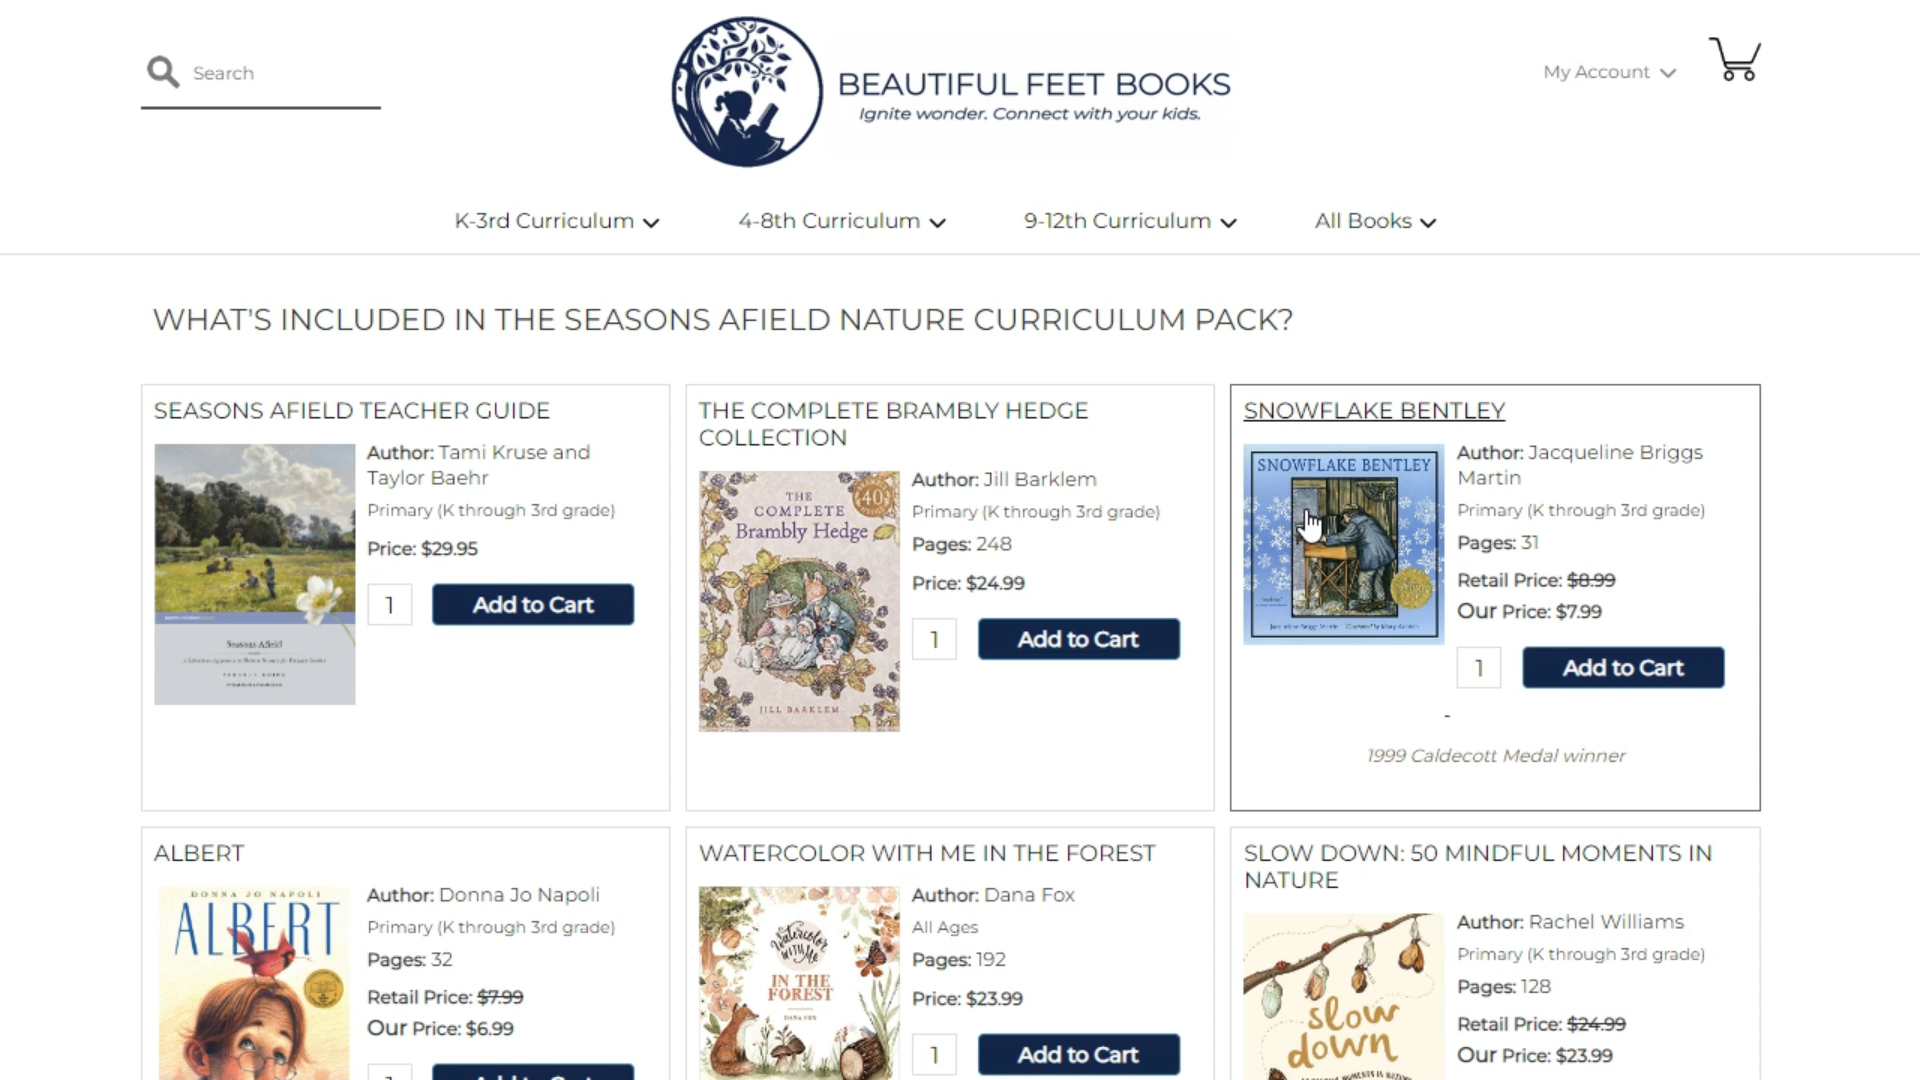 Search
BEAUTIFUL FEET BOOKS
Ignite wonder. Connect with your kids.
My Account
K-3rd Curriculum
4-8th Curriculum
9-12th Curriculum
All Books
WHAT'S INCLUDED IN THE SEASONS AFIELD NATURE CURRICULUM PACK?
SEASONS AFIELD TEACHER GUIDE
Seasons Afield
Author: Tami Kruse and
Taylor Baehr
Primary (K through 3rd grade)
Price: $29.95
1
Add to Cart
THE COMPLETE BRAMBLY HEDGE
COLLECTION
THE
COMPLETE
Brambly Hedge
40
JILL BARKLEM
Author: Jill Barklem
Primary (K through 3rd grade)
Pages: 248
Price: $24.99
1
Add to Cart
SNOWFLAKE BENTLEY
SNOWFLAKE BENTLEY
Author: Jacqueline Briggs
Martin
Primary (K through 3rd grade)
Pages: 31
Retail Price: $8.99
Our Price: $7.99
1
Add to Cart
-
1999 Caldecott Medal winner
ALBERT
DONNA JO NAPOLI
ALBERT
Author: Donna Jo Napoli
Primary (K through 3rd grade)
Pages: 32
Retail Price: $7.99
Our Price: $6.99
WATERCOLOR WITH ME IN THE FOREST
Watercolor
with Me
IN THE
FOREST
DANA FOX
Author: Dana Fox
All Ages
Pages: 192
Price: $23.99
1
Add to Cart
SLOW DOWN: 50 MINDFUL MOMENTS IN
NATURE
slow
down
Author: Rachel Williams
Primary (K through 3rd grade)
Pages: 128
Retail Price: $24.99
Our Price: $23.99